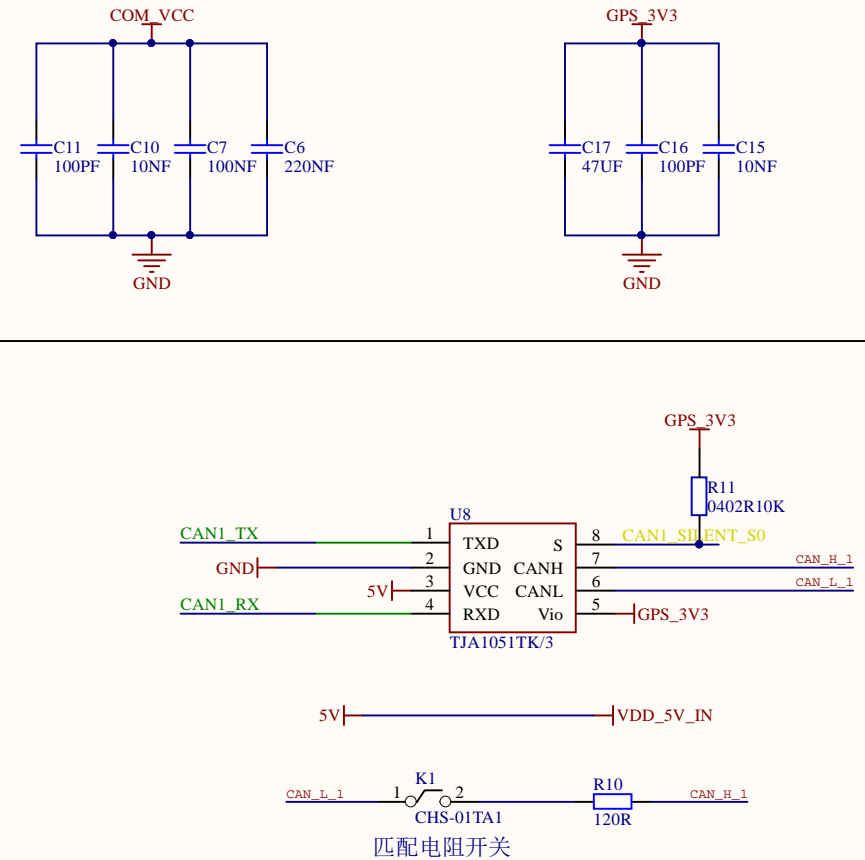 COM_VCC
GPS_3V3
C11
100PF
C10
10NF
C7
100NF
C6
220NF
C17
47UF
C16
100PF
C15
10NF
GND
GND
GPS_3V3
R11
0402R10K
U8
CAN1_TX
1
TXD
S
8
CAN1_SILENT_S0
GND
2
GND
CANH
7
CAN_H_1
5V
3
VCC
CANL
6
CAN_L_1
CAN1_RX
4
RXD
Vio
5
GPS_3V3
TJA1051TK/3
5V
VDD_5V_IN
CAN_L_1
K1
1
2
CHS-01TA1
R10
120R
CAN_H_1
匹配电阻开关